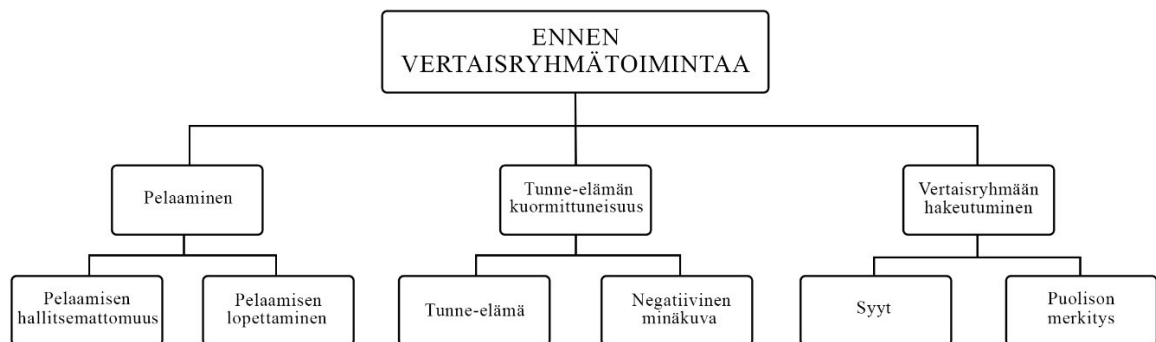 ENNEN
VERTAISRYHMÄTOIMINTAA
Pelaaminen
Tunne-elämän
kuormittuneisuus
Vertaisryhmään
hakeutuminen
Pelaamisen
hallitsemattomuus
Pelaamisen
lopettaminen
Tunne-elämä
Negatiivinen
minäkuva
Syyt
Puolison
merkitys